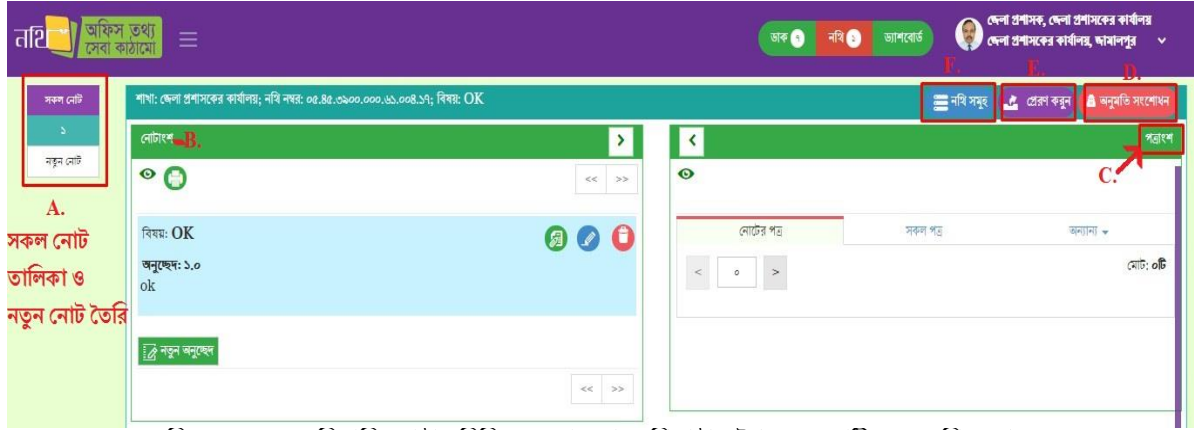 নথি অফিস তথ্য
সেবা কাঠামো
ডাক ৭ নথি ১ ড্যাশবোর্ড
জেলা প্রশাসক, জেলা প্রশাসকের কার্যালয়
জেলা প্রশাসকের কার্যালয়, জামালপুর
F. E. D.
সকল নোট
১
নতুন নোট
A.
সকল নোট
তালিকা ও
নতুন নোট তৈরি
শাখা: জেলা প্রশাসকের কার্যালয়; নথি নম্বর: ০৫.৪৫.৩৯০০.০০০.৬১.০০৪.১৭; বিষয়: OK
নথি সমূহ প্রেরণ করুন অনুমতি সংশোধন
নোটাংশ B. >
<< >>
বিষয়: OK
অনুচ্ছেদ: ১.০
ok
নতুন অনুচ্ছেদ
<< >>
< পত্রাংশ
C.
নোটের পত্র সকল পত্র অন্যান্য
< ০ > মোট: ০টি